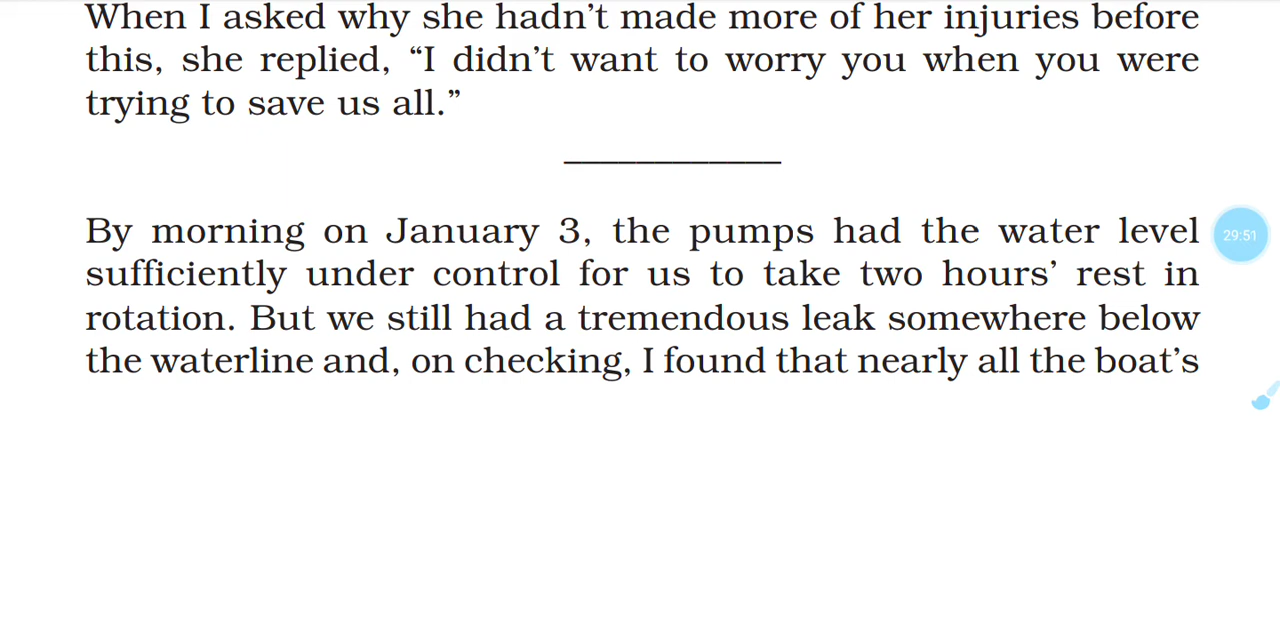 When I asked why she hadn’t made more of her injuries before
this, she replied, “I didn’t want to worry you when you were
trying to save us all.”
By morning on January 3, the pumps had the water level
29:51
sufficiently under control for us to take two hours’ rest in
rotation. But we still had a tremendous leak somewhere below
the waterline and, on checking, I found that nearly all the boat’s